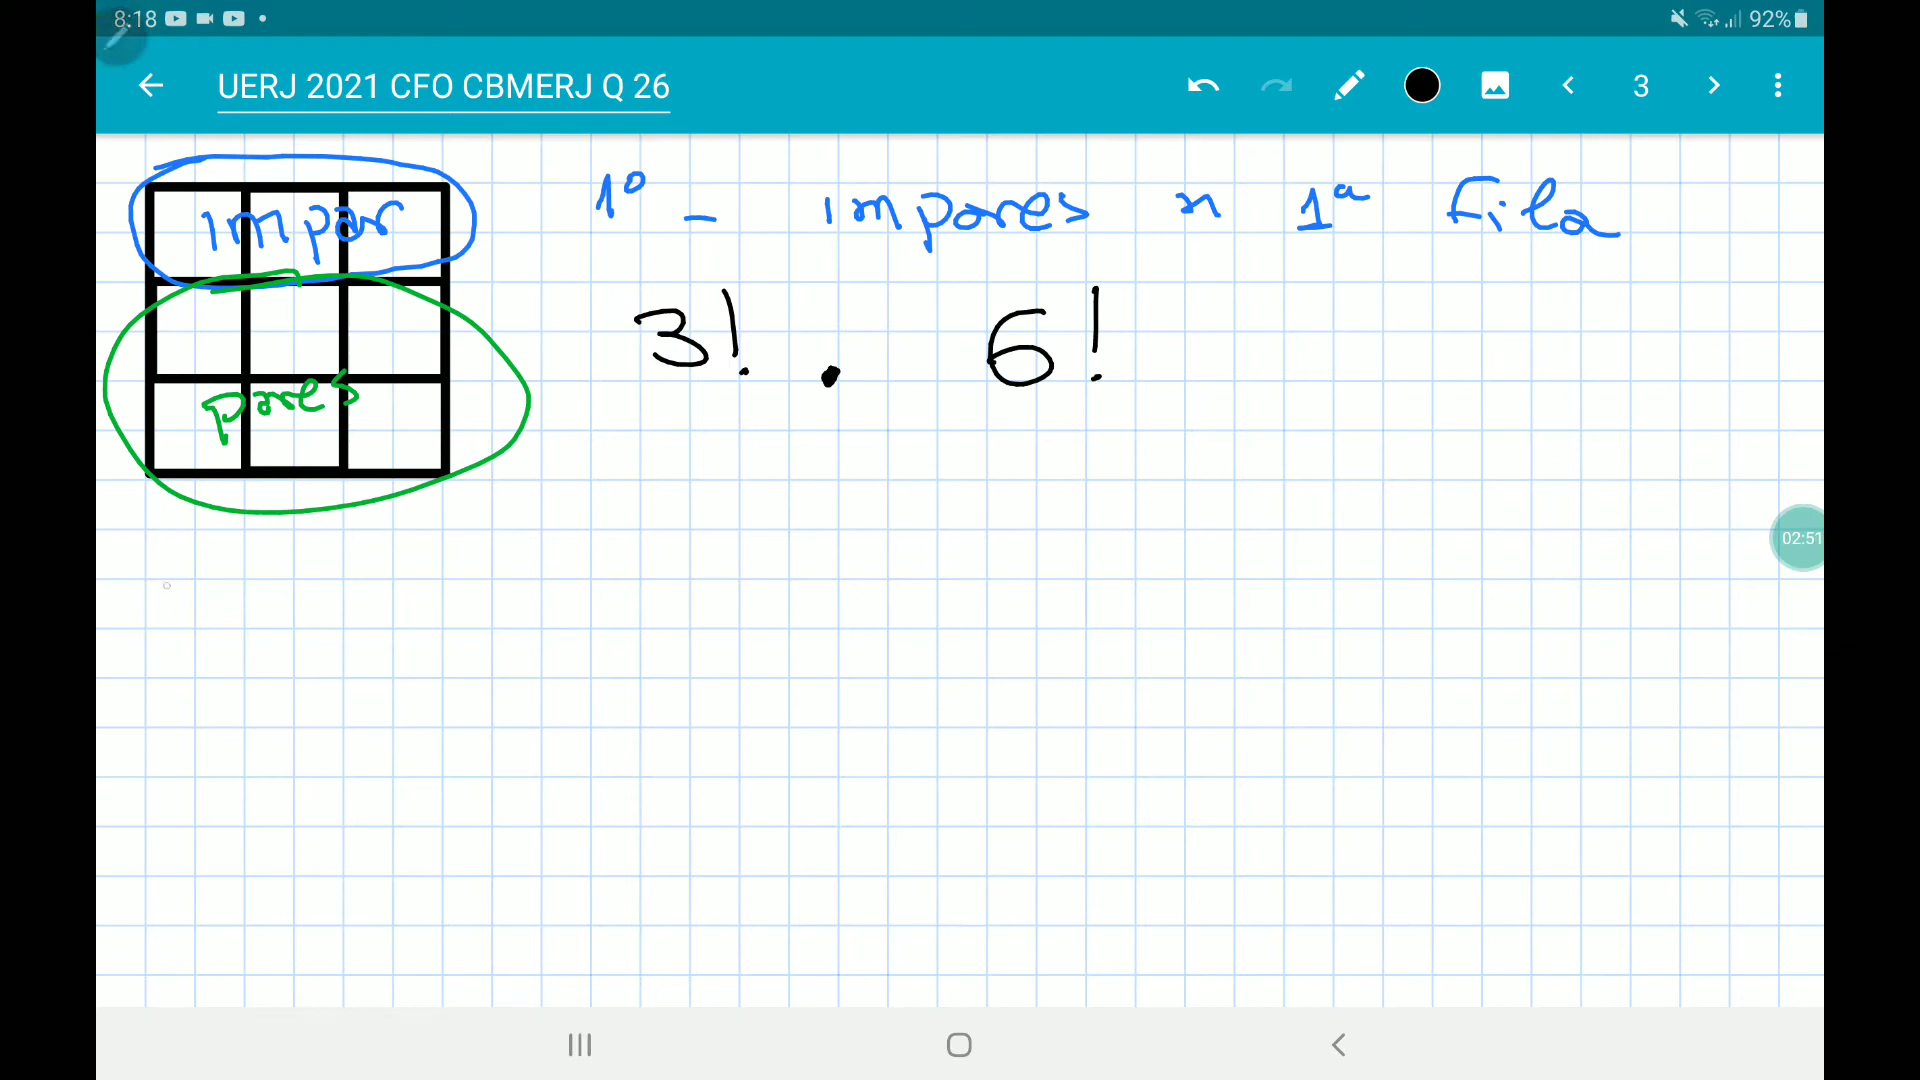 8:18 92%
UERJ 2021 CFO CBMERJ Q 26 3
impar
1º - impares n 1ª Fila
3! . 6!
pares
02:51